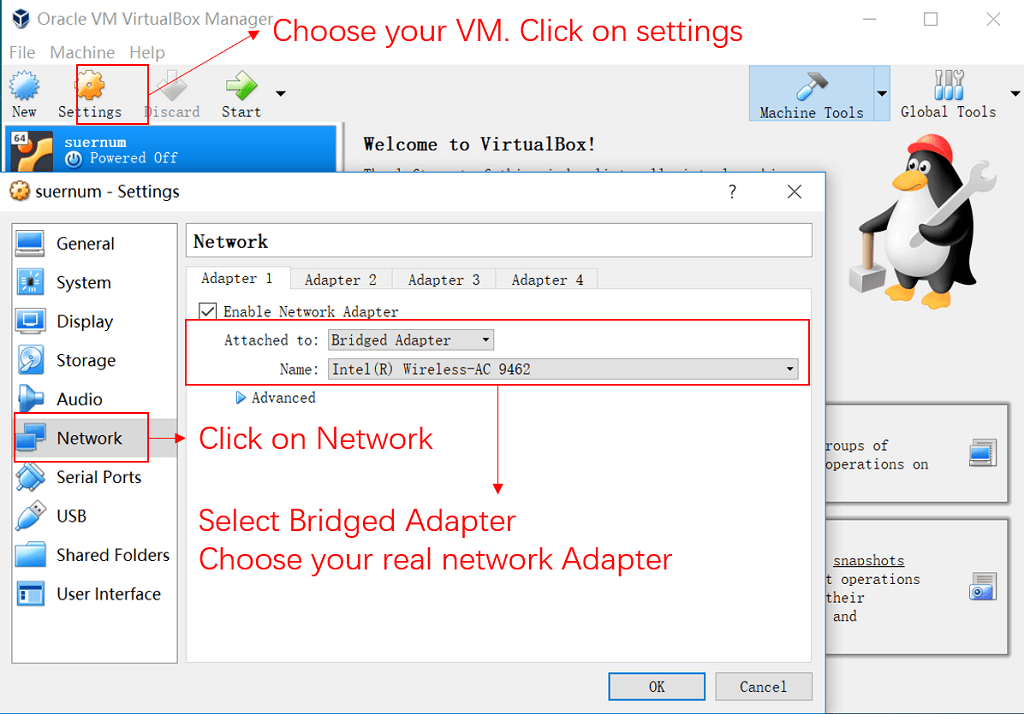 Oracle VM VirtualBox Manager
Choose your VM. Click on settings
File Machine Help
New Settings Discard Start Machine Tools Global Tools
64
suernum
Powered Off
Welcome to VirtualBox!
suernum - Settings
?
General
System
Display
Storage
Audio
Network
Serial Ports
USB
Shared Folders
User Interface
Network
Adapter 1 Adapter 2 Adapter 3 Adapter 4
Enable Network Adapter
Attached to: Bridged Adapter
Name: Intel(R) Wireless-AC 9462
Advanced
Click on Network
Select Bridged Adapter
Choose your real network Adapter
roups of
operations on
snapshots
t operations
their
and
OK Cancel